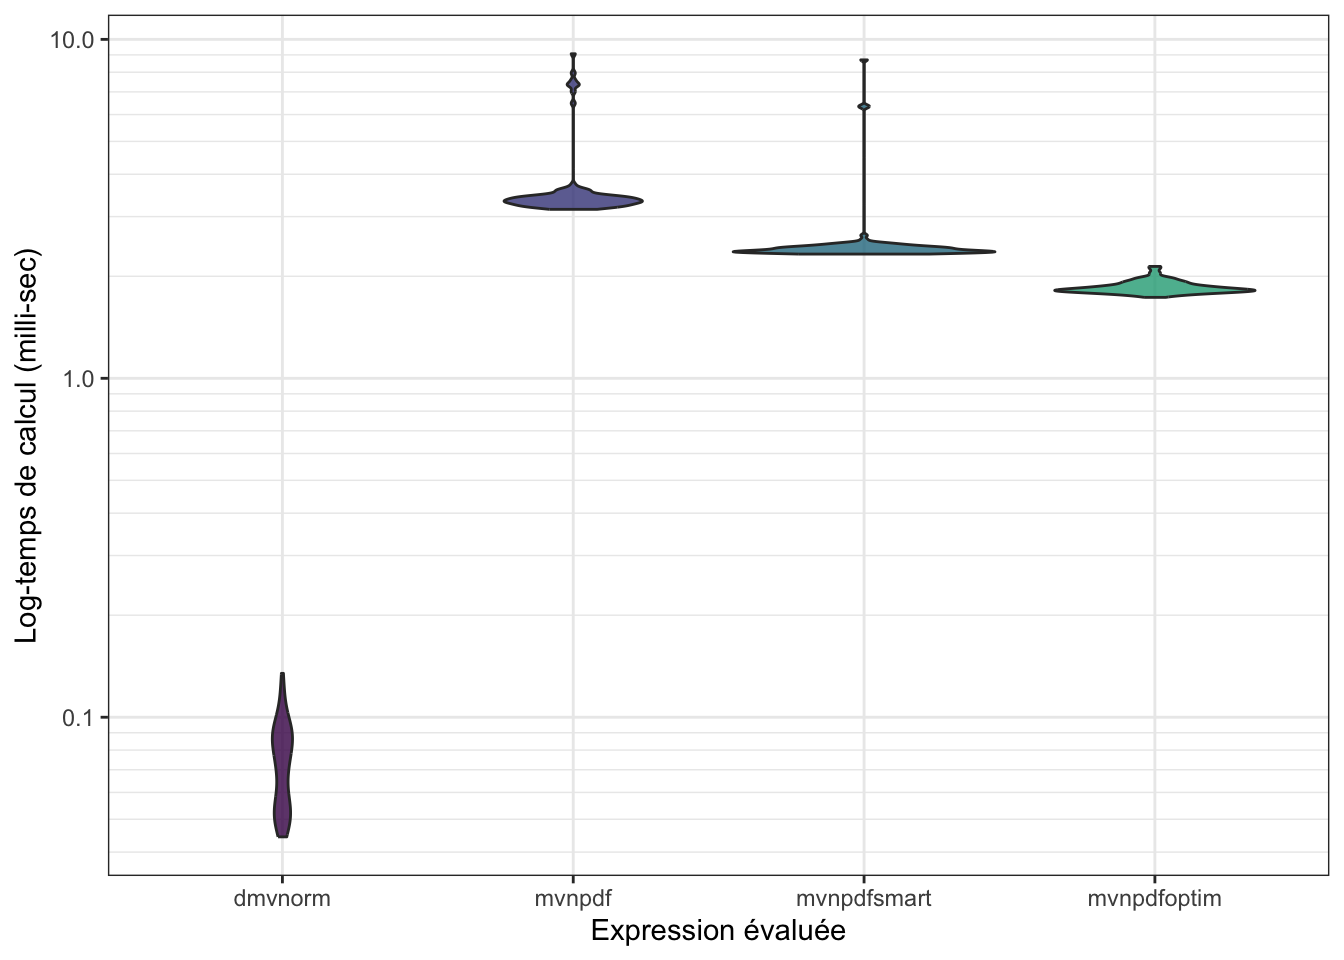 Log-temps de calcul (milli-sec)
10.0
1.0
0.1
dmvnorm mvnpdf mvnpdfsmart mvnpdfoptim
Expression évaluée